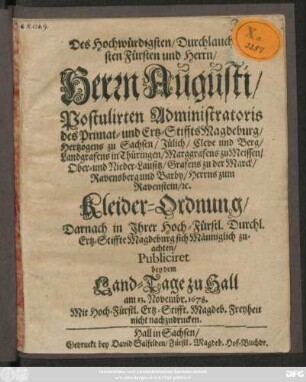 Des Hochwürdigsten/ Durchlauch
sten Fürsten und Herrn/
Herrn Augusti/
Postulirten Administratoris
des Primat-und Ertz-Stiffts Magdeburg/
Hertzogens zu Sachsen/ Jülich/ Cleve und Berg/
Landgrafens in Thüringen/ Marggrafens zu Meissen/
Ober-und Nieder-Lausitz/ Grafens zu der Marck/
Ravensberg und Barby/ Herrns zum
Ravenstein/ꝛc.
Kleider-Ordnung/
Darnach in Ihrer Hoch-Fürstl. Durchl.
Ertz-Stiffte Magdeburg sich Männiglich zu-
achten/
Publiciret
bey dem
Land-Tage zu Hall
am 13. Novembr. 1678.
Mit Hoch-Fürstl. Ertz-Stifft. Magdeb. Freyheit
nicht nachzudrucken.
Hall in Sachsen/
Gedruckt bey David Salfelden/ Fürstl. Magdeb. Hof-Buchdr.